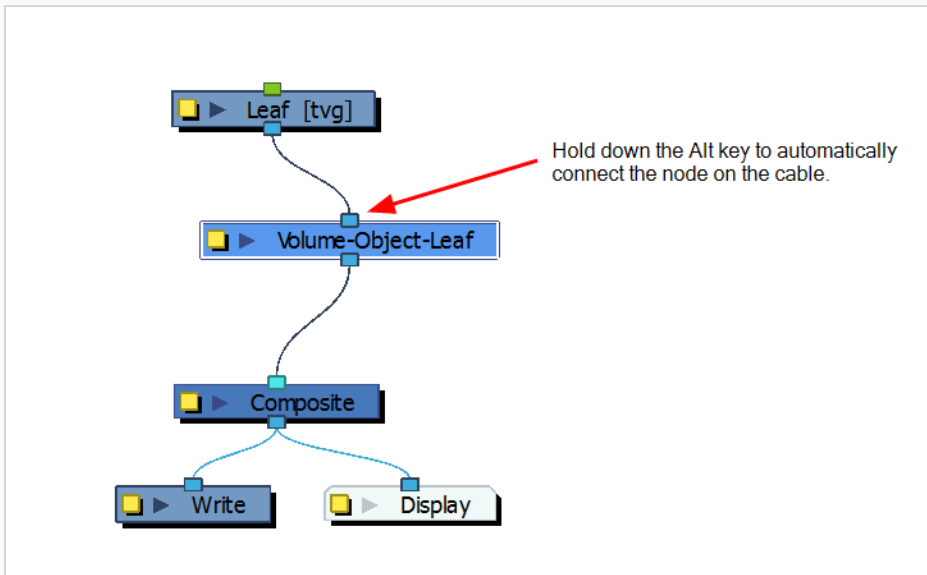 Leaf [tvg]
Hold down the Alt key to automatically
connect the node on the cable.
Volume-Object-Leaf
Composite
Write
Display